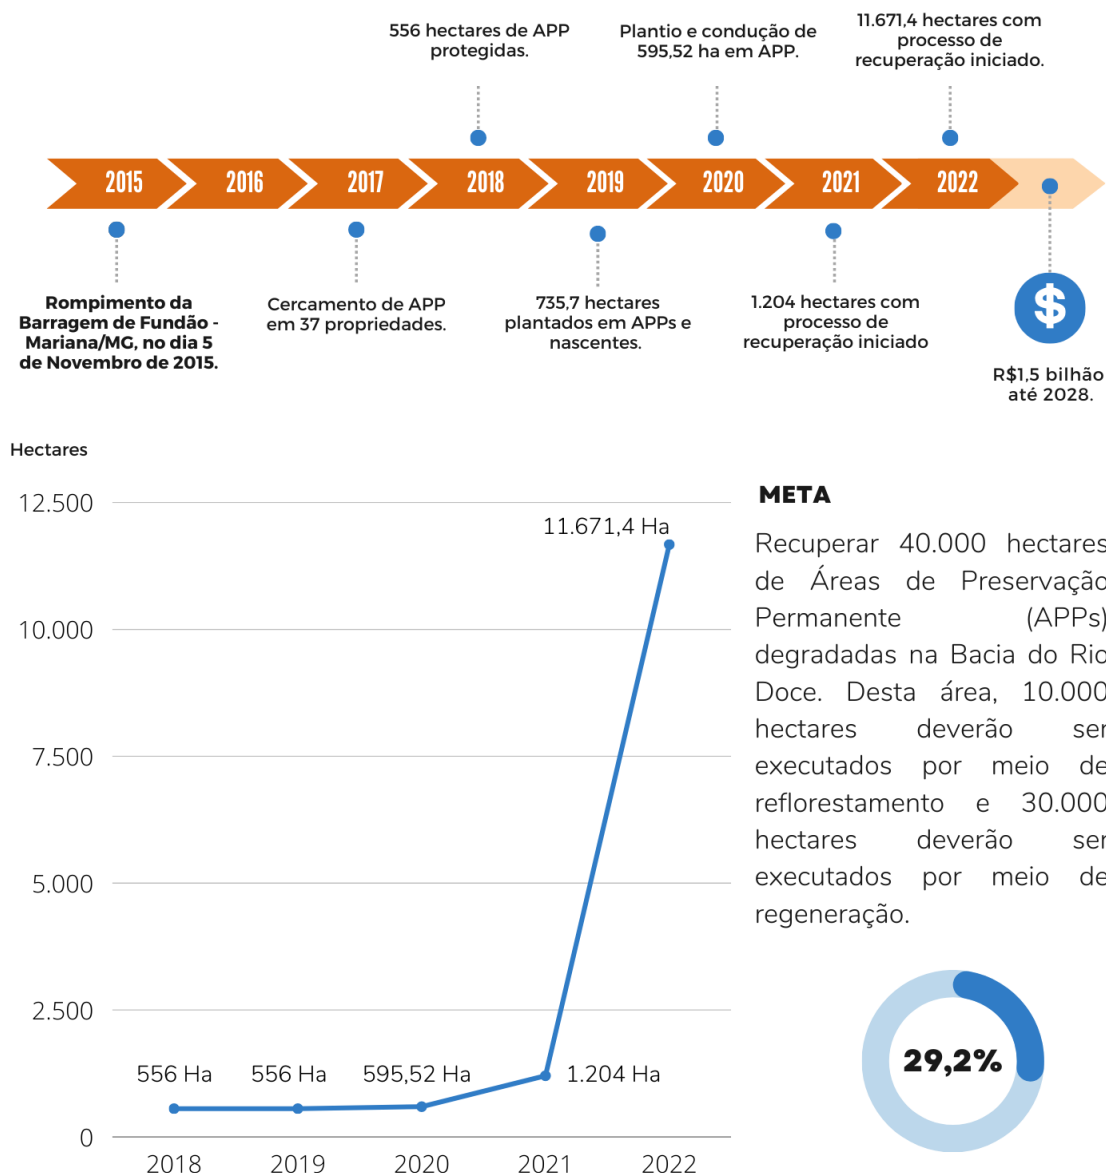 556 hectares de APP
protegidas.
Plantio e condução de
595,52 ha em APP.
11.671,4 hectares com
processo de
recuperação iniciado.
2015
2016
2017
2018
2019
2020
2021
2022
Rompimento da
Barragem de Fundão -
Mariana/MG, no dia 5
de Novembro de 2015.
Cercamento de APP
em 37 propriedades.
735,7 hectares
plantados em APPs e
nascentes.
1.204 hectares com
processo de
recuperação iniciado
$
R$1,5 bilhão
até 2028.
Hectares
12.500
10.000
7.500
5.000
2.500
0
11.671,4 Ha
556 Ha
556 Ha
595,52 Ha
1.204 Ha
2018
2019
2020
2021
2022
META
Recuperar 40.000 hectares
de Áreas de Preservação
Permanente (APPs)
degradadas na Bacia do Rio
Doce. Desta área, 10.000
hectares deverão ser
executados por meio de
reflorestamento e 30.000
hectares deverão ser
executados por meio de
regeneração.
29,2%